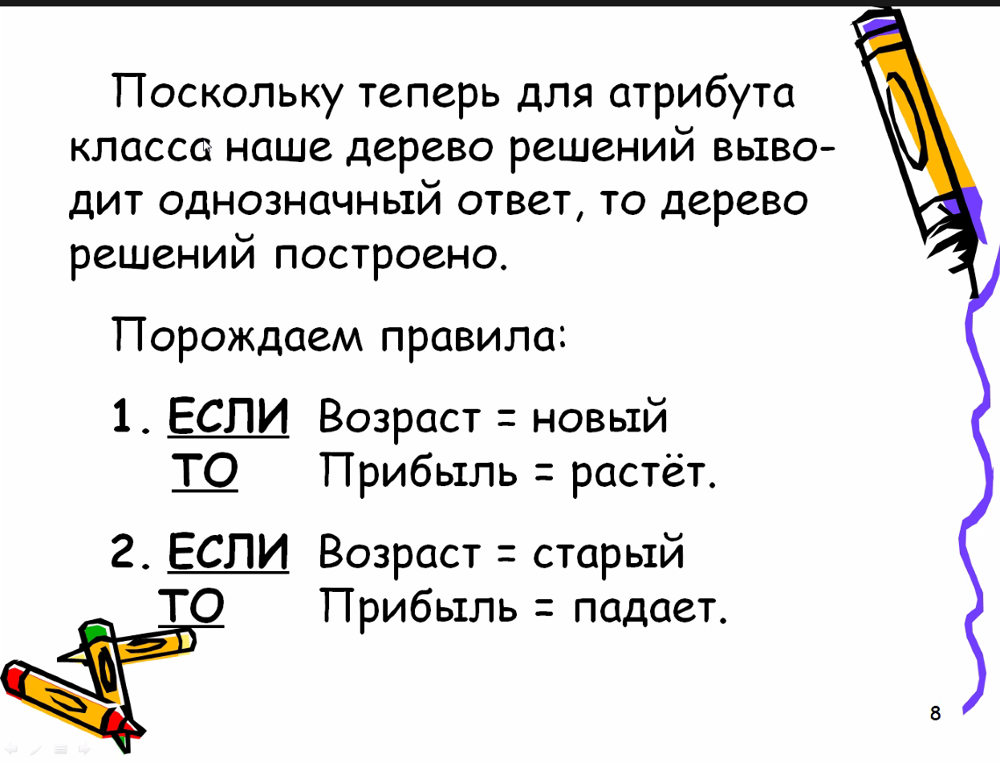 Поскольку теперь для атрибута
класса наше дерево решений выво-
дит однозначный ответ, то дерево
решений построено.
Порождаем правила:
1. ЕСЛИ Возраст = новый
ТО Прибыль = растёт.
2. ЕСЛИ Возраст = старый
ТО Прибыль = падает.
8